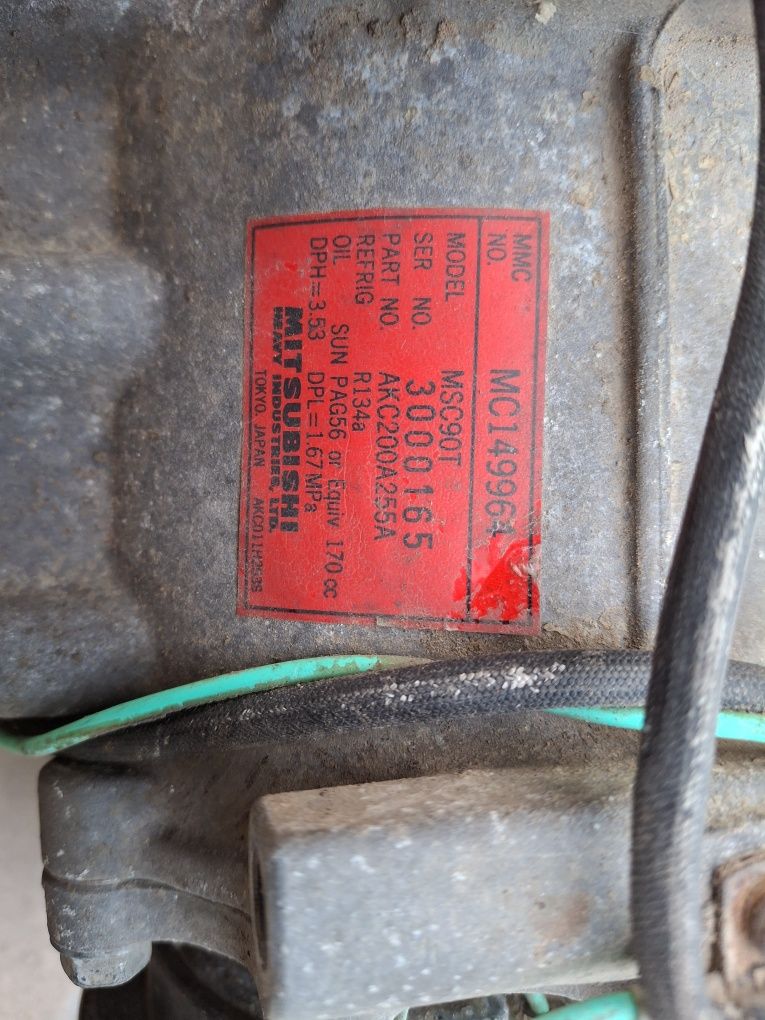 MMC NO. MC149964
MODEL MSC90T
SER NO. 3000165
PART NO. AKC200A255A
REFRIG R134a
OIL SUN PAG56 or Equiv 170 cc
DPH=3.53 DPL=1.67 MPa
MITSUBISHI
HEAVY INDUSTRIES, LTD.
TOKYO, JAPAN